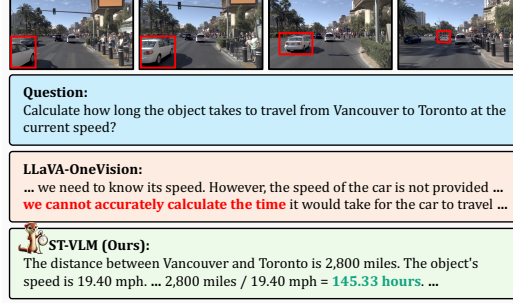 Question:
Calculate how long the object takes to travel from Vancouver to Toronto at the
current speed?
LLaVA-OneVision:
... we need to know its speed. However, the speed of the car is not provided ...
we cannot accurately calculate the time it would take for the car to travel ...
ST-VLM (Ours):
The distance between Vancouver and Toronto is 2,800 miles. The object's
speed is 19.40 mph. ... 2,800 miles / 19.40 mph = 145.33 hours. ...